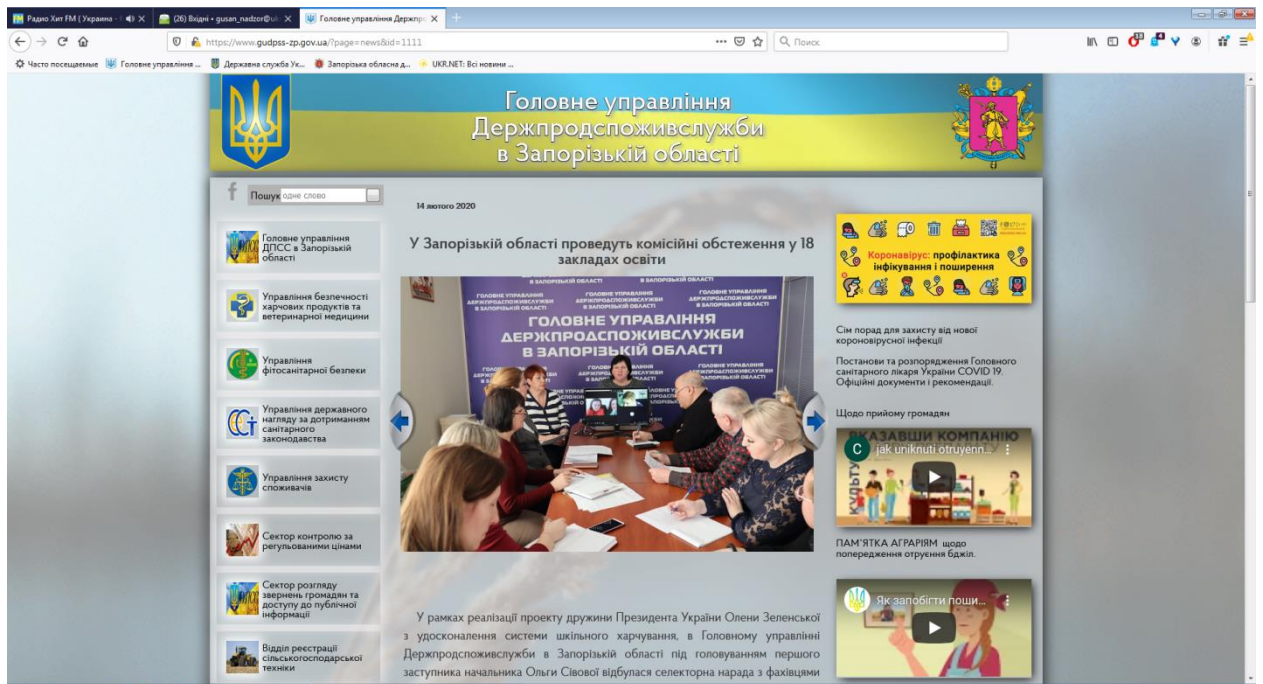 Радио Хит FM ( Украина -
(26) Вхідні • gusan_nadzor@uk
Головне управління Держпро
https://www.gudpss-zp.gov.ua/?page=news&id=1111
Поиск
Часто посещаемые
Головне управління ...
Державна служба Ук...
Запорізька обласна д...
UKR.NET: Всі новини ...
Головне управління
Держпродспоживслужби
в Запорізькій області
Пошук одне слово
Головне управління
ДПСС в Запорізькій
області
Управління безпечності
харчових продуктів та
ветеринарної медицини
Управління
фітосанітарної безпеки
Управління державного
нагляду за дотриманням
санітарного
законодавства
Управління захисту
споживачів
Сектор контролю за
регульованими цінами
Сектор розгляду
звернень громадян та
доступу до публічної
інформації
Відділ реєстрації
сільськогосподарської
техніки
14 лютого 2020
У Запорізькій області проведуть комісійні обстеження у 18
закладах освіти
ГОЛОВНЕ УПРАВЛІННЯ
ДЕРЖПРОДСПОЖИВСЛУЖБИ
В ЗАПОРІЗЬКІЙ ОБЛАСТІ
У рамках реалізації проекту дружини Президента України Олени Зеленської
з удосконалення системи шкільного харчування, в Головному управлінні
Держпродспоживслужби в Запорізькій області під головуванням першого
заступника начальника Ольги Сівової відбулася селекторна нарада з фахівцями
Коронавірус: профілактика
інфікування і поширення
Сім порад для захисту від нової
короновірусної інфекції
Постанови та розпорядження Головного
санітарного лікаря України COVID 19.
Офіційні документи і рекомендації.
Щодо прийому громадян
ВКАЗАВШИ КОМПАНІЮ
C jak uniknuti otruyenn...
КУЛЬТУ
ПАМ'ЯТКА АГРАРІЯМ щодо
попередження отруєння бджіл.
Як запобігти поши...